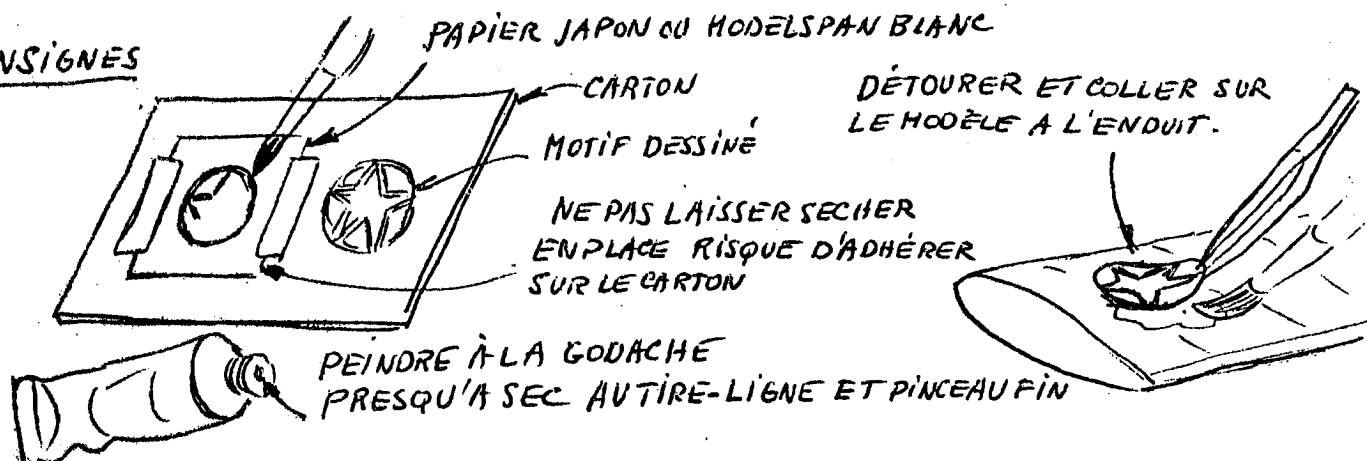 NSIGNES
PAPIER JAPON OU MODELSPAN BLANC
CARTON
MOTIF DESSINÉ
NE PAS LAISSER SECHER
EN PLACE RISQUE D'ADHÉRER
SUR LE CARTON
DÉTOURER ET COLLER SUR
LE MODÈLE A L'ENDUIT.
PEINDRE À LA GOUACHE
PRESQU'A SEC AU TIRE-LIGNE ET PINCEAU FIN